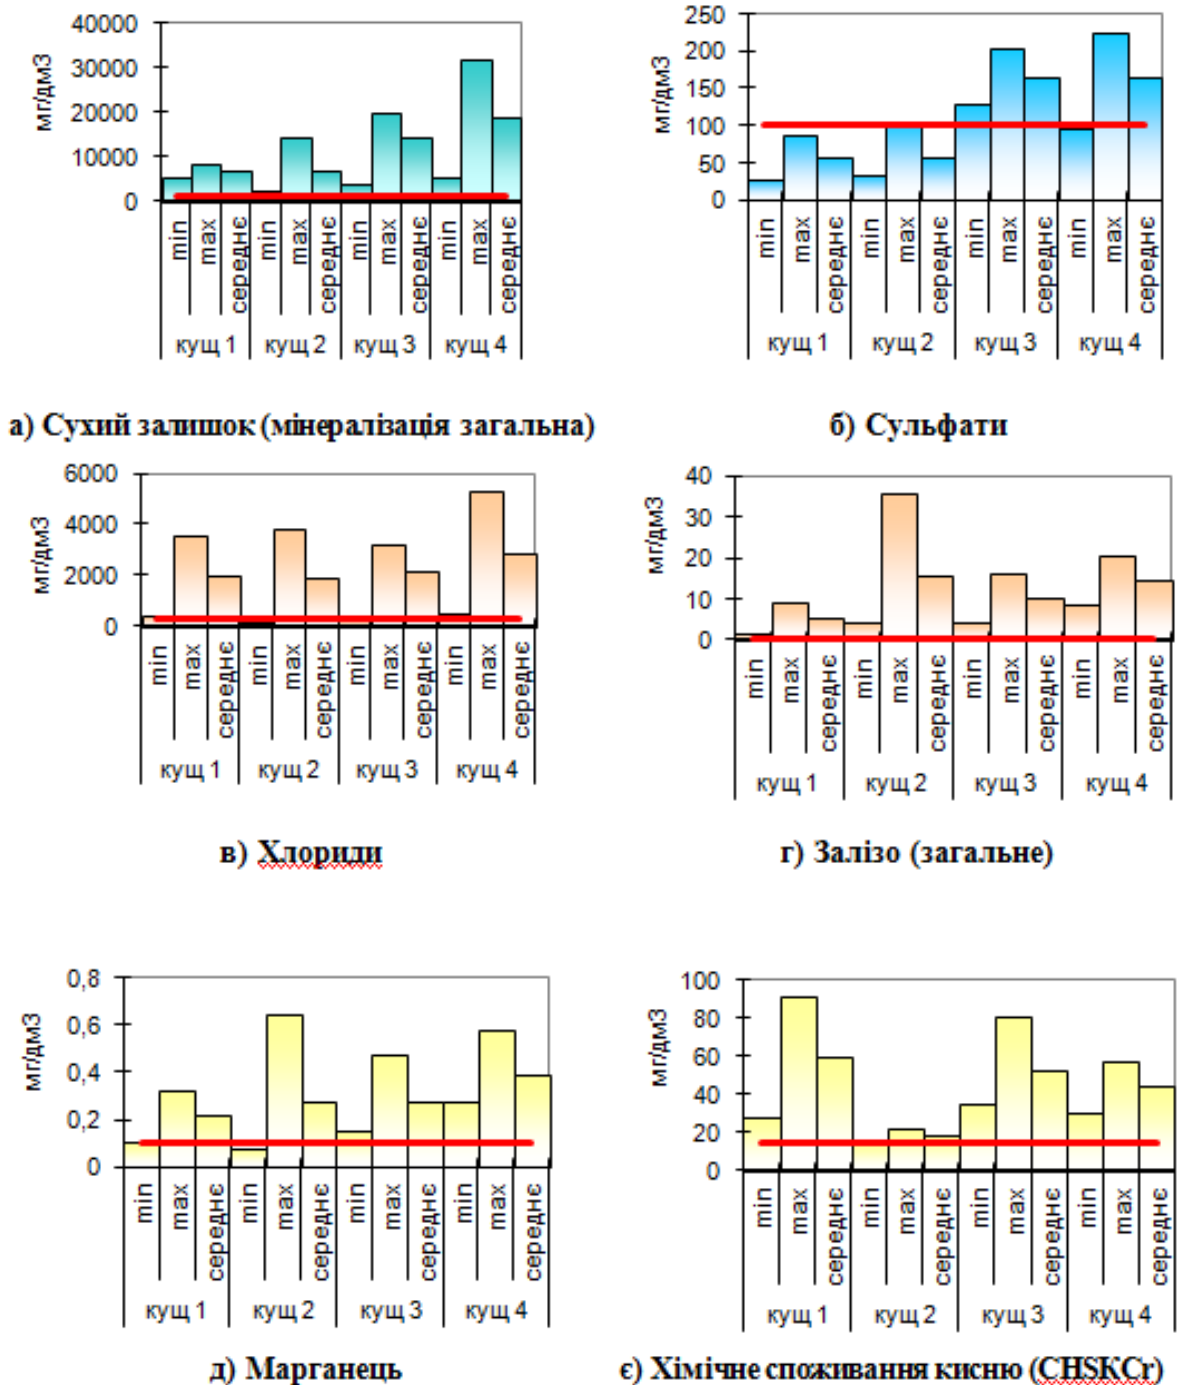 40000
30000
20000
10000
0
мг/дм3
min
max
середнє
min
max
середнє
min
max
середнє
min
max
середнє
кущ 1 кущ 2 кущ 3 кущ 4
а) Сухий залишок (мінералізація загальна)
250
200
150
100
50
0
мг/дм3
min
max
середнє
min
max
середнє
min
max
середнє
min
max
середнє
кущ 1 кущ 2 кущ 3 кущ 4
б) Сульфати
6000
4000
2000
0
мг/дм3
min
max
середнє
min
max
середнє
min
max
середнє
min
max
середнє
кущ 1 кущ 2 кущ 3 кущ 4
в) Хлориди
40
30
20
10
0
мг/дм3
min
max
середнє
min
max
середнє
min
max
середнє
min
max
середнє
кущ 1 кущ 2 кущ 3 кущ 4
г) Залізо (загальне)
0,8
0,6
0,4
0,2
0
мг/дм3
min
max
середнє
min
max
середнє
min
max
середнє
min
max
середнє
кущ 1 кущ 2 кущ 3 кущ 4
д) Марганець
100
80
60
40
20
0
мг/дм3
min
max
середнє
min
max
середнє
min
max
середнє
min
max
середнє
кущ 1 кущ 2 кущ 3 кущ 4
є) Хімічне споживання кисню (CHSKCr)